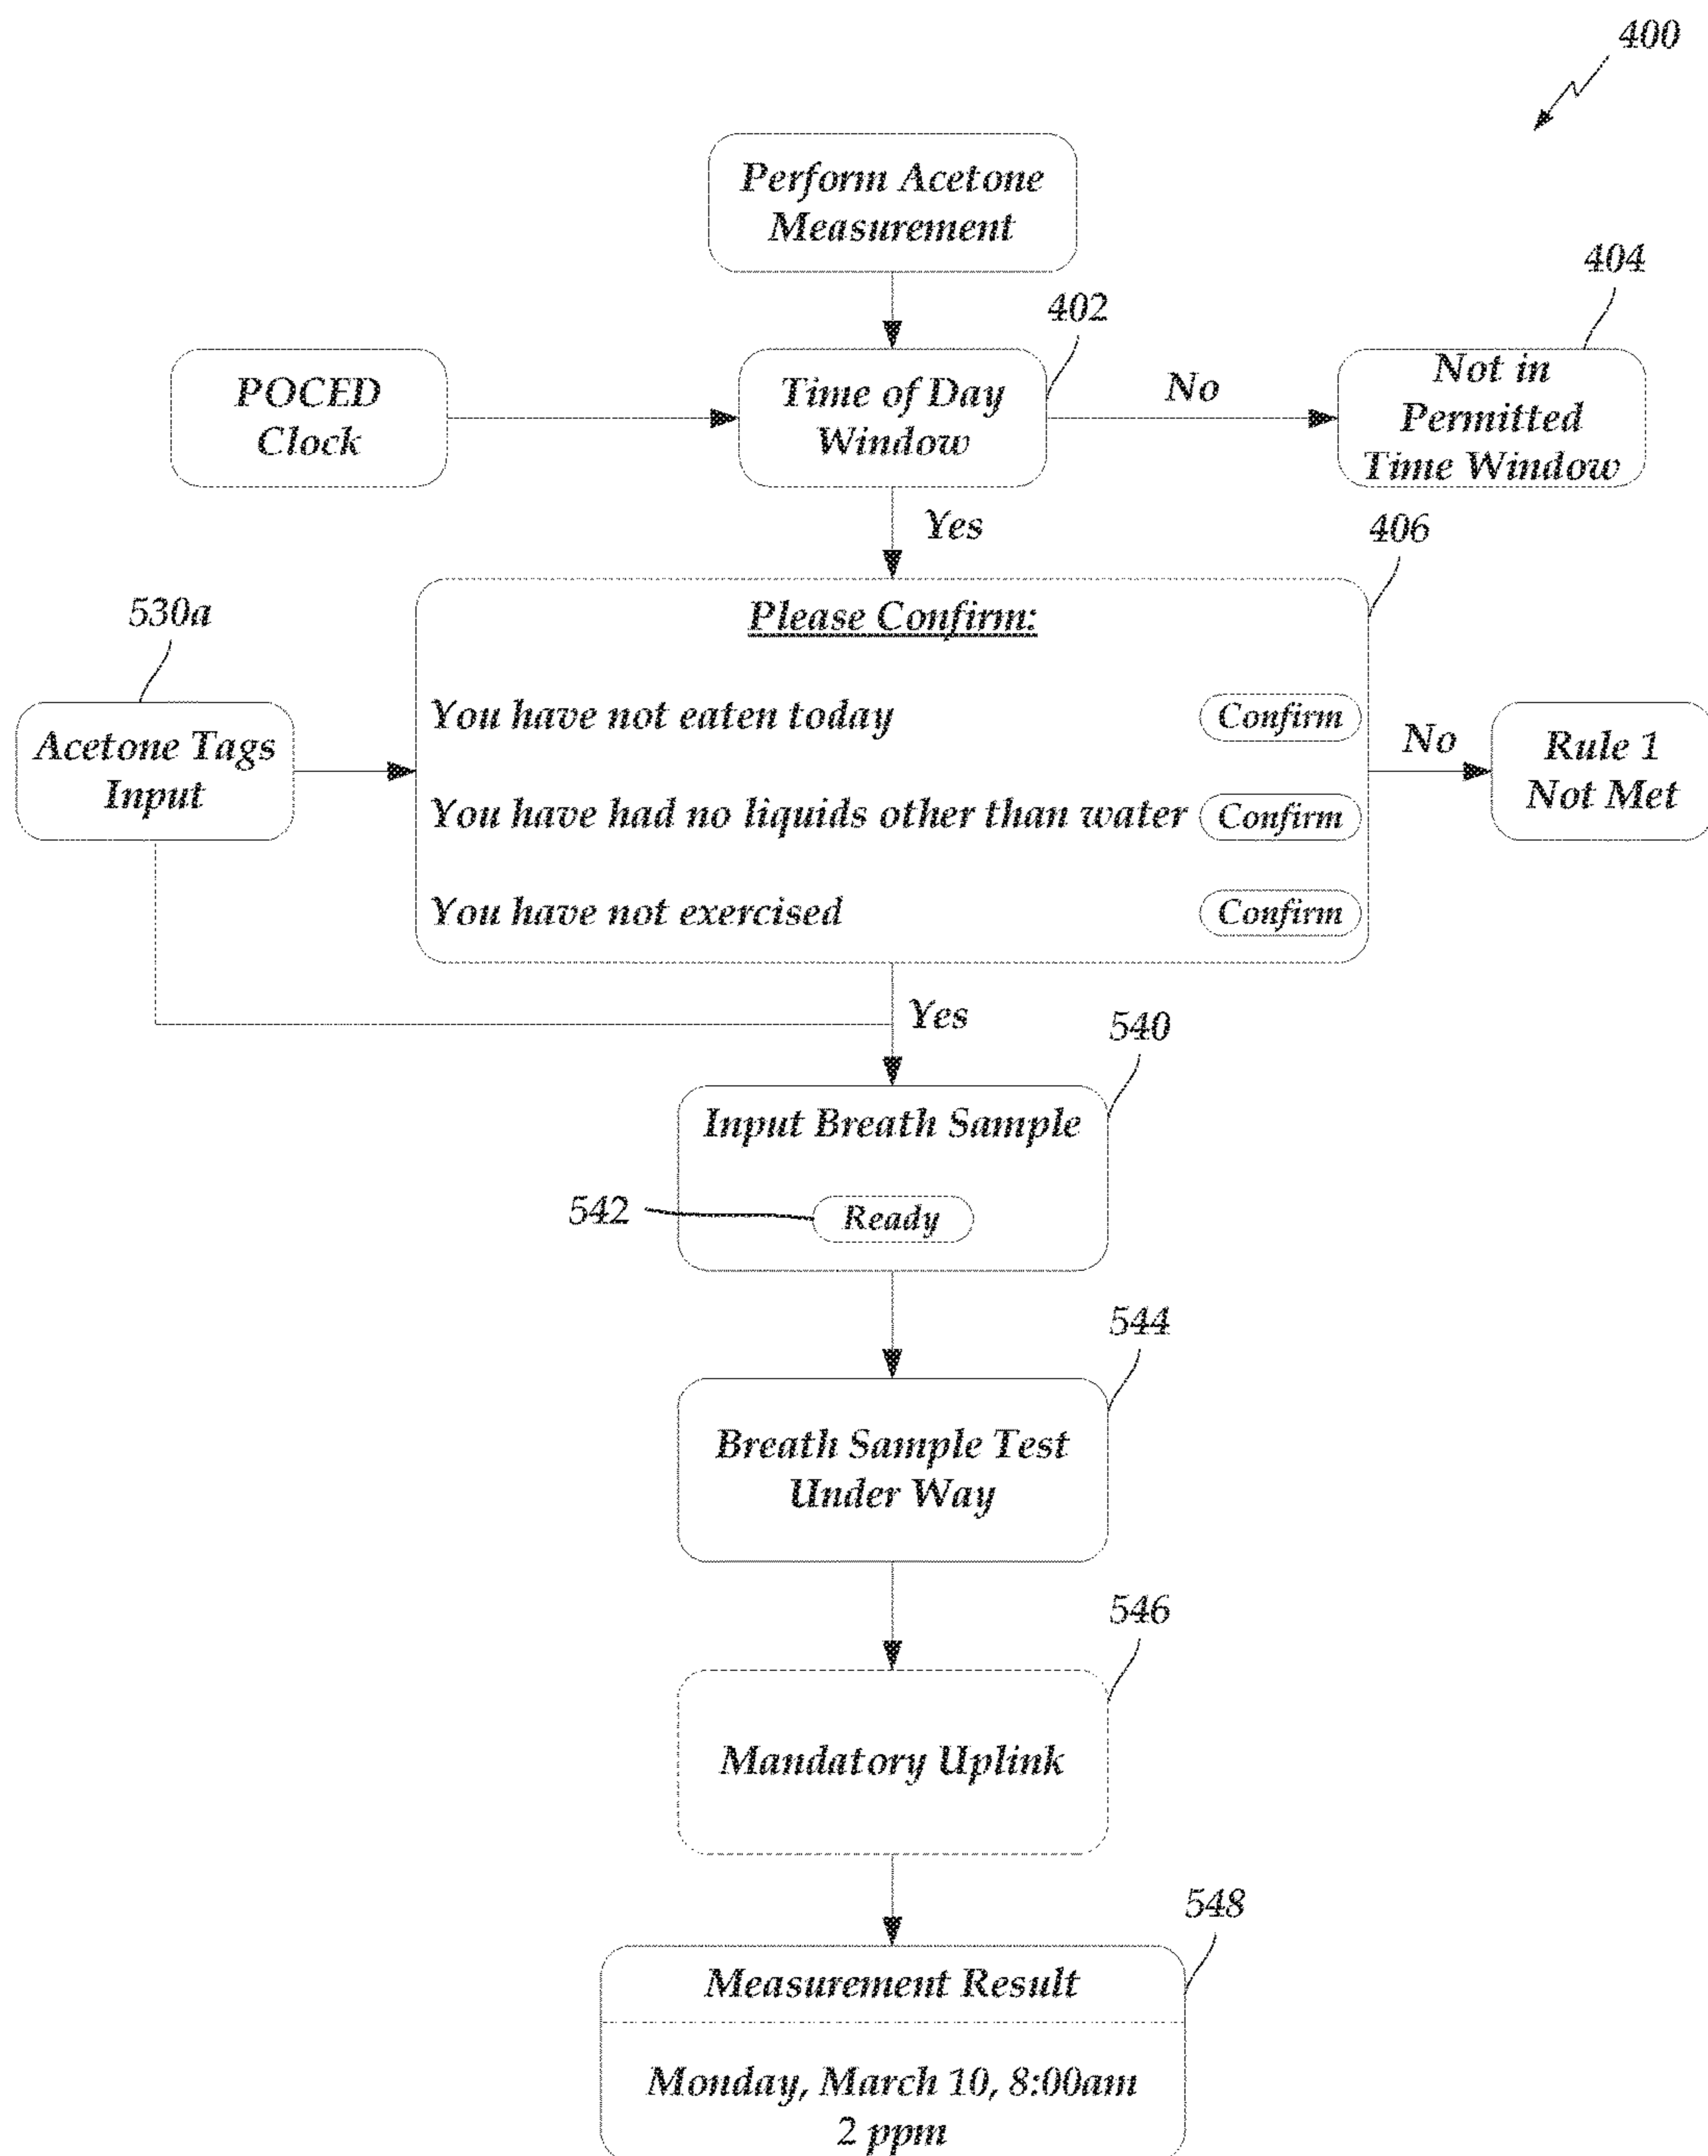 400
Perform Acetone
Measurement
402
404
POCED
Clock
Time of Day
Window
No
Not in
Permitted
Time Window
Yes
406
530a
Please Confirm:
You have not eaten today
Confirm
Acetone Tags
Input
You have had no liquids other than water
Confirm
No
Rule 1
Not Met
You have not exercised
Confirm
Yes
540
Input Breath Sample
542
Ready
544
Breath Sample Test
Under Way
546
Mandatory Uplink
548
Measurement Result
Monday, March 10, 8:00am
2 ppm